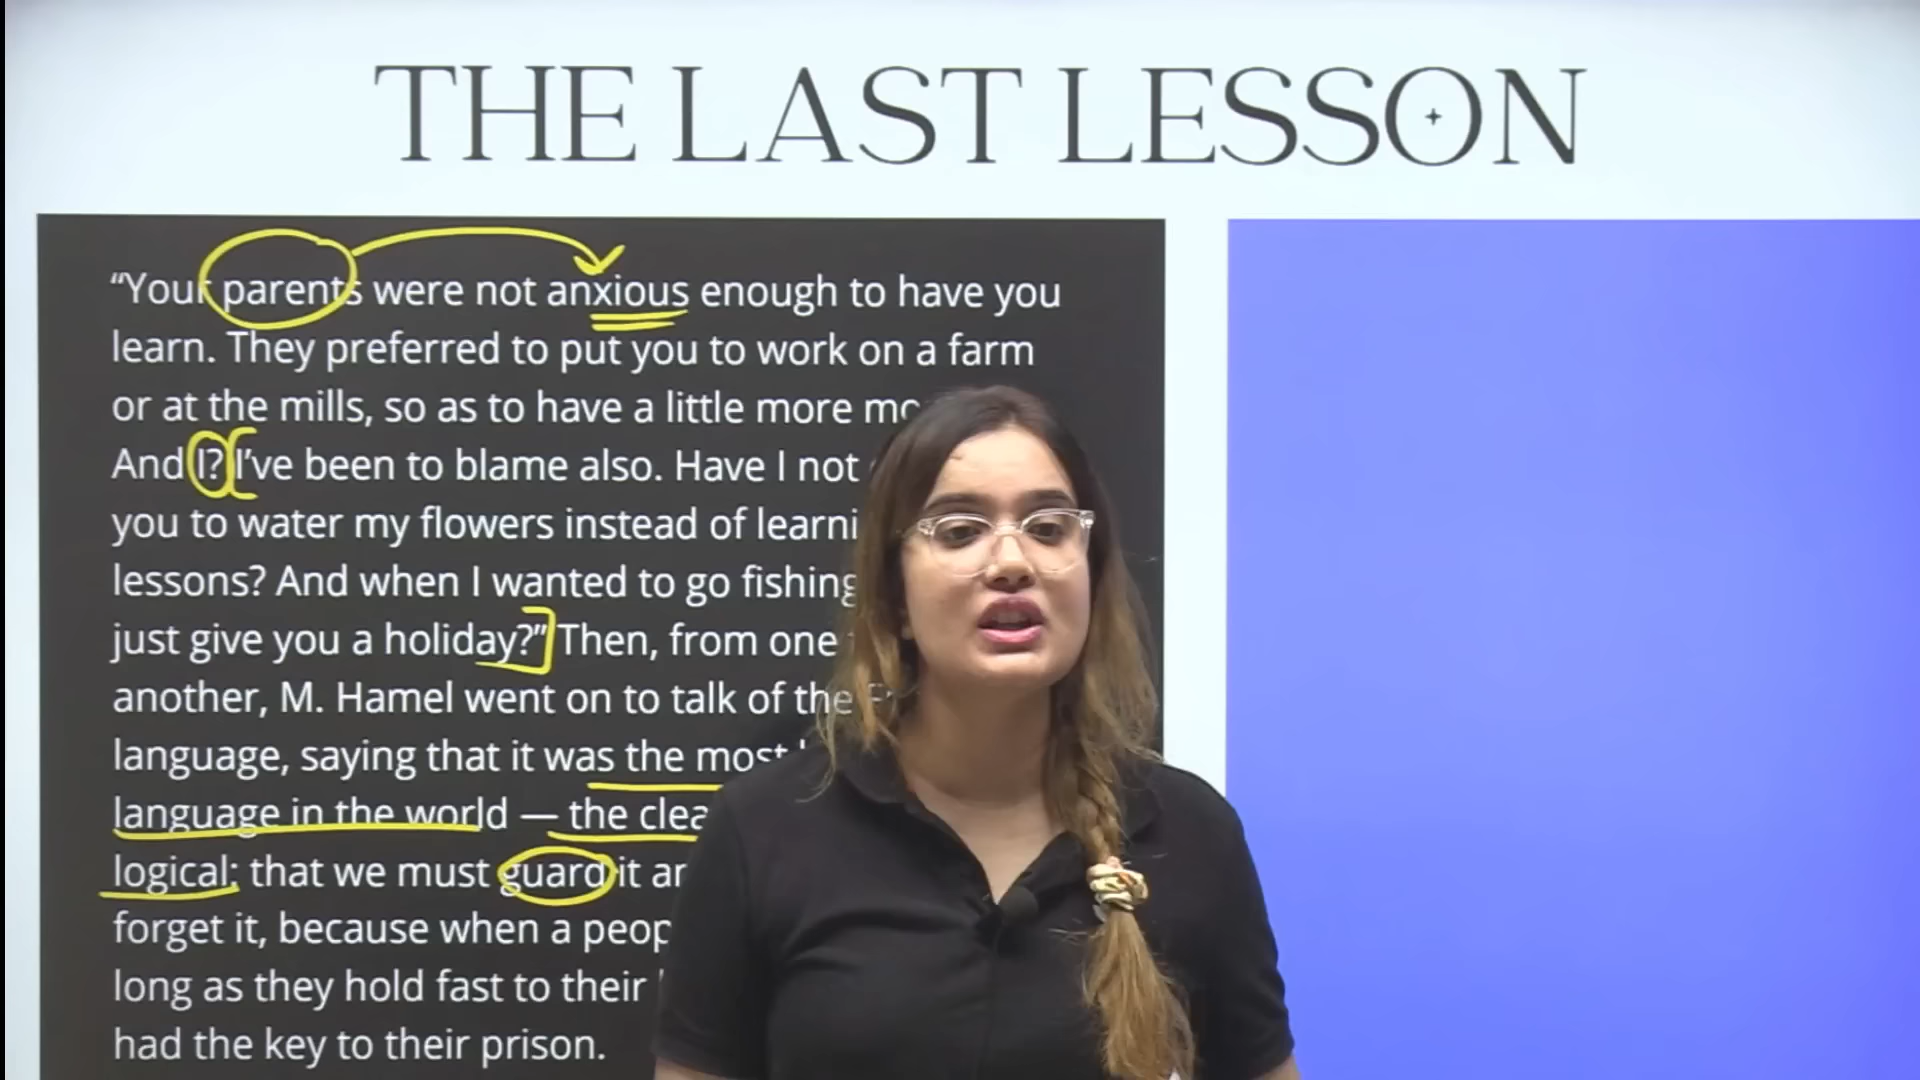 THE LAST LESSON
“Your parents were not anxious enough to have you
learn. They preferred to put you to work on a farm
or at the mills, so as to have a little more
And I? I’ve been to blame also. Have I not
you to water my flowers instead of
lessons? And when I wanted to go fishing
just give you a holiday?” Then, from one
another, M. Hamel went on to talk of the
language, saying that it was the most
language in the world — the
logical; that we must guard it
forget it, because when a
long as they hold fast to their
had the key to their prison.